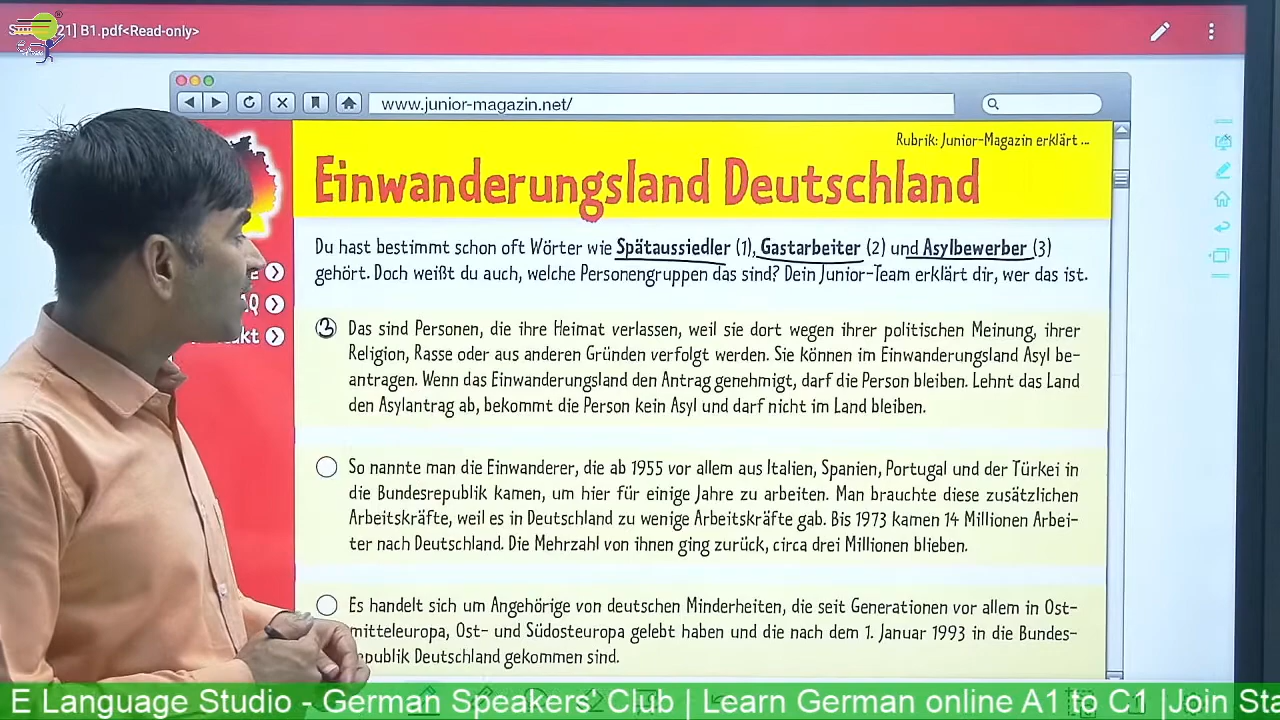 21] B1.pdf<Read-only>
www.junior-magazin.net/
Rubrik: Junior-Magazin erklärt ...
Einwanderungsland Deutschland
Du hast bestimmt schon oft Wörter wie Spätaussiedler (1), Gastarbeiter (2) und Asylbewerber (3)
gehört. Doch weißt du auch, welche Personengruppen das sind? Dein Junior-Team erklärt dir, wer das ist.
3 Das sind Personen, die ihre Heimat verlassen, weil sie dort wegen ihrer politischen Meinung, ihrer
Religion, Rasse oder aus anderen Gründen verfolgt werden. Sie können im Einwanderungsland Asyl be-
antragen. Wenn das Einwanderungsland den Antrag genehmigt, darf die Person bleiben. Lehnt das Land
den Asylantrag ab, bekommt die Person kein Asyl und darf nicht im Land bleiben.
So nannte man die Einwanderer, die ab 1955 vor allem aus Italien, Spanien, Portugal und der Türkei in
die Bundesrepublik kamen, um hier für einige Jahre zu arbeiten. Man brauchte diese zusätzlichen
Arbeitskräfte, weil es in Deutschland zu wenige Arbeitskräfte gab. Bis 1973 kamen 14 Millionen Arbei-
ter nach Deutschland. Die Mehrzahl von ihnen ging zurück, circa drei Millionen blieben.
Es handelt sich um Angehörige von deutschen Minderheiten, die seit Generationen vor allem in Ost-
mitteleuropa, Ost- und Südosteuropa gelebt haben und die nach dem 1. Januar 1993 in die Bundes-
epublik Deutschland gekommen sind.
E Language Studio - German Speakers' Club | Learn German online A1 to C1 |Join Sta